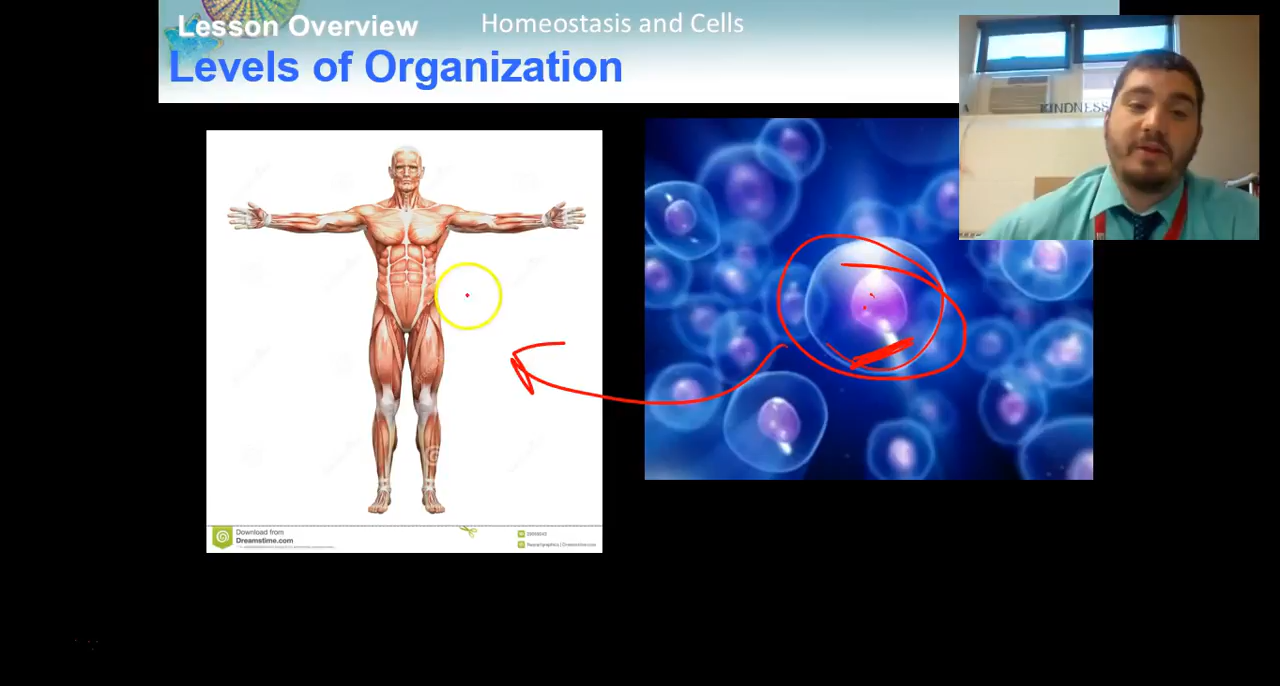 Lesson Overview
Homeostasis and Cells
Levels of Organization
KINDNESS
Download from
Dreamstime.com